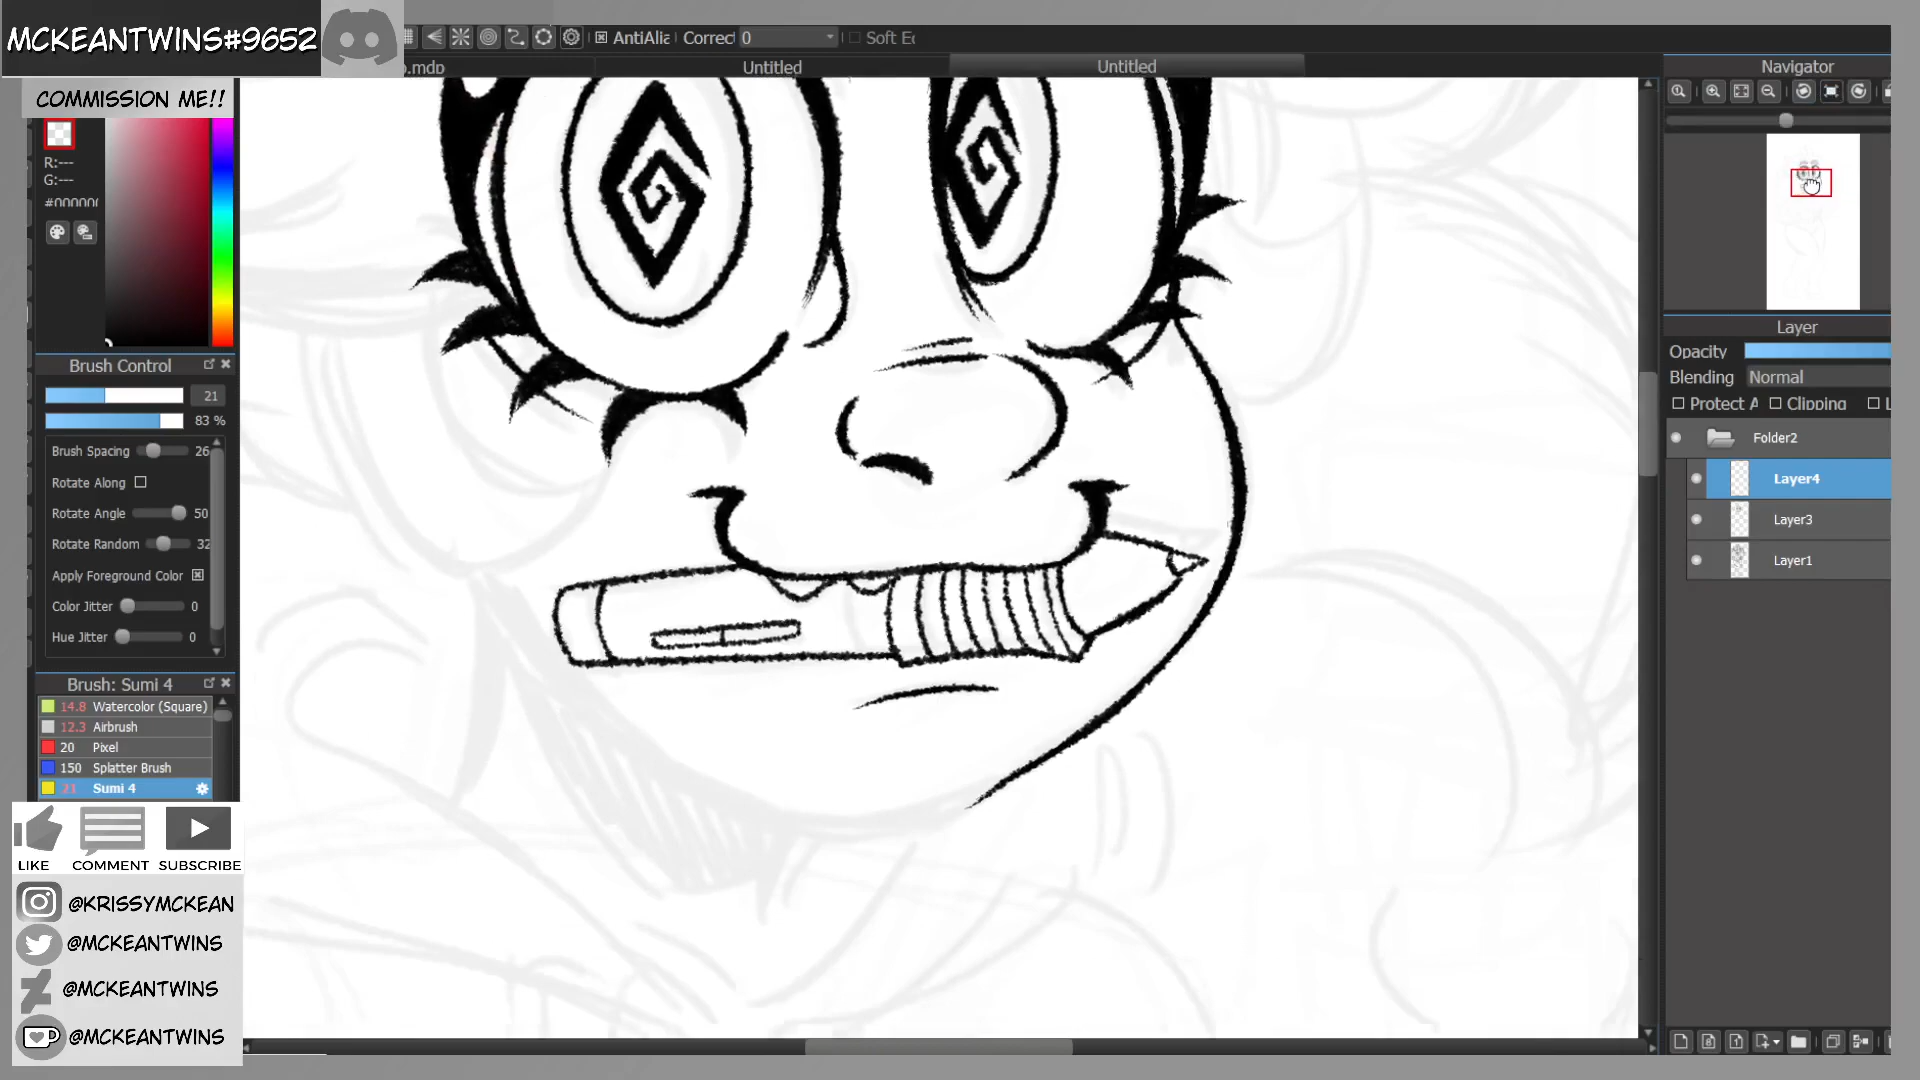 MCKEANTWINS#9652
COMMISSION ME!!
AntiAlia
Correct 0
Soft E
.mdp
Untitled
Untitled
Navigator
R:---
G:---
#000000
Brush Control
21
83 %
Brush Spacing 26
Rotate Along
Rotate Angle 50
Rotate Random 32
Apply Foreground Color
Color Jitter 0
Hue Jitter 0
Brush: Sumi 4
14.8 Watercolor (Square)
12.3 Airbrush
20 Pixel
150 Splatter Brush
21 Sumi 4
Layer
Opacity
Blending Normal
Protect A
Clipping
L
Folder2
Layer4
Layer3
Layer1
LIKE COMMENT SUBSCRIBE
@KRISSYMCKEAN
@MCKEANTWINS
@MCKEANTWINS
@MCKEANTWINS